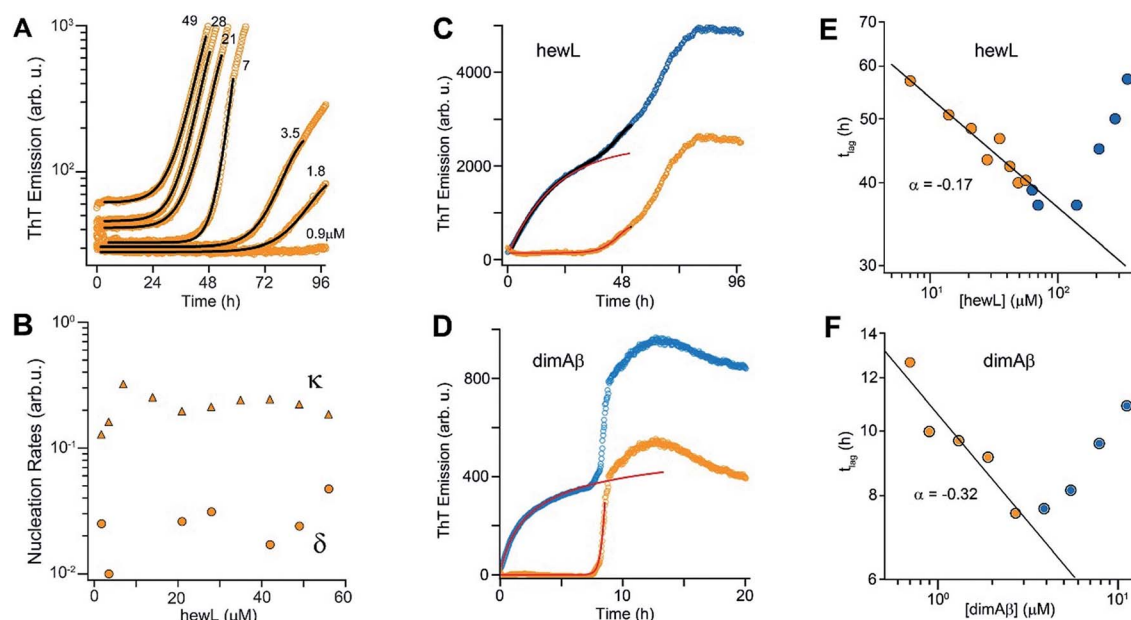 A
10³
49
28
21
7
3.5
1.8
0.9µM
10²
ThT Emission (arb. u.)
0
24
48
72
96
Time (h)
B
10⁰
κ
10⁻¹
δ
10⁻²
Nucleation Rates (arb.u.)
0
20
40
60
hewL (µM)
C
hewL
4000
2000
0
ThT Emission (arb. u.)
0
48
96
Time (h)
D
dimAβ
800
400
0
ThT Emission (arb. u.)
0
10
20
Time (h)
E
hewL
70
60
50
40
30
t_lag (h)
α = -0.17
10¹
10²
[hewL] (µM)
F
dimAβ
14
12
10
8
6
t_lag (h)
α = -0.32
10⁰
10¹
[dimAβ] (µM)